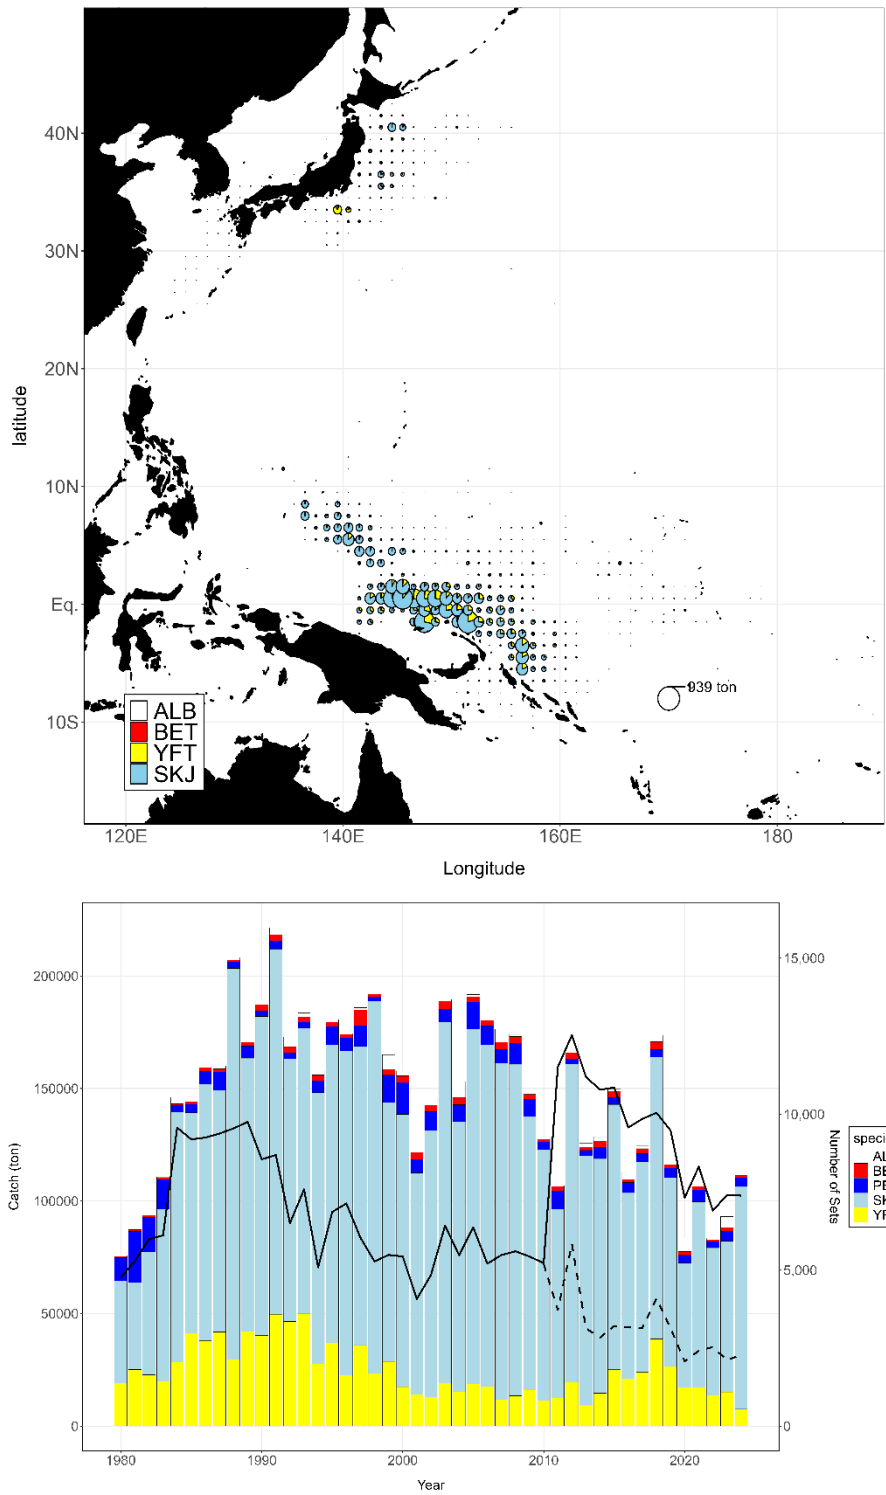 40N
30N
20N
10N
Eq.
10S
latitude
939 ton
ALB
BET
YFT
SKJ
120E
140E
160E
180
Longitude
200000
150000
100000
50000
0
Catch (ton)
15,000
10,000
5,000
0
Number of Sets
speci
AL
BE
PB
SK
YF
1980
1990
2000
2010
2020
Year